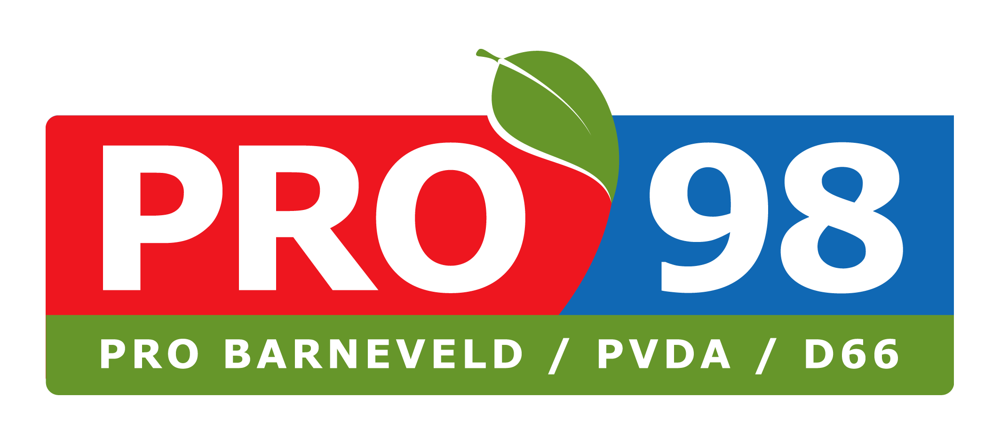 PRO 98
PRO BARNEVELD / PVDA / D66